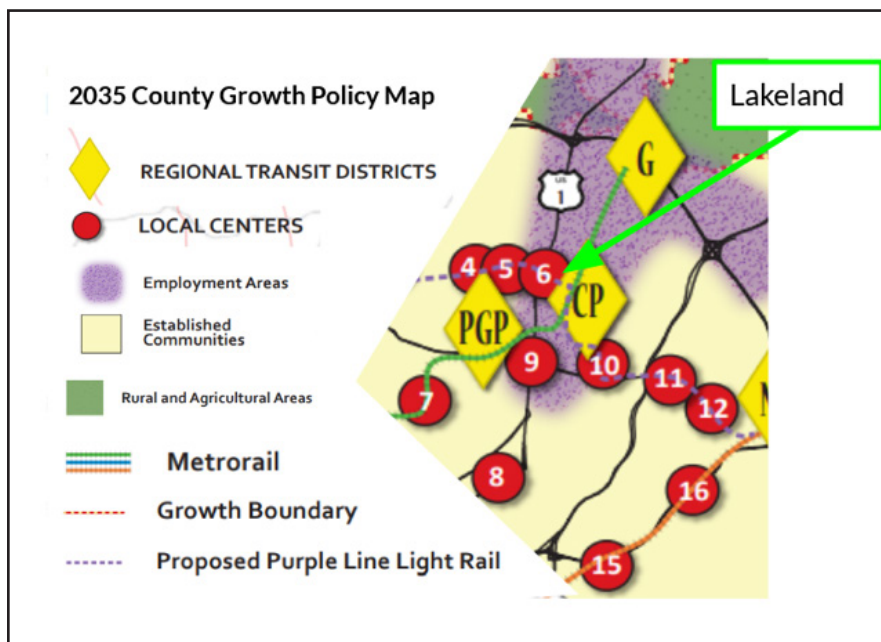 2035 County Growth Policy Map
REGIONAL TRANSIT DISTRICTS
LOCAL CENTERS
Employment Areas
Established
Communities
Rural and Agricultural Areas
Metrorail
Growth Boundary
Proposed Purple Line Light Rail
Lakeland
G
US
1
4
5
6
CP
PGP
9
10
7
11
12
8
16
15